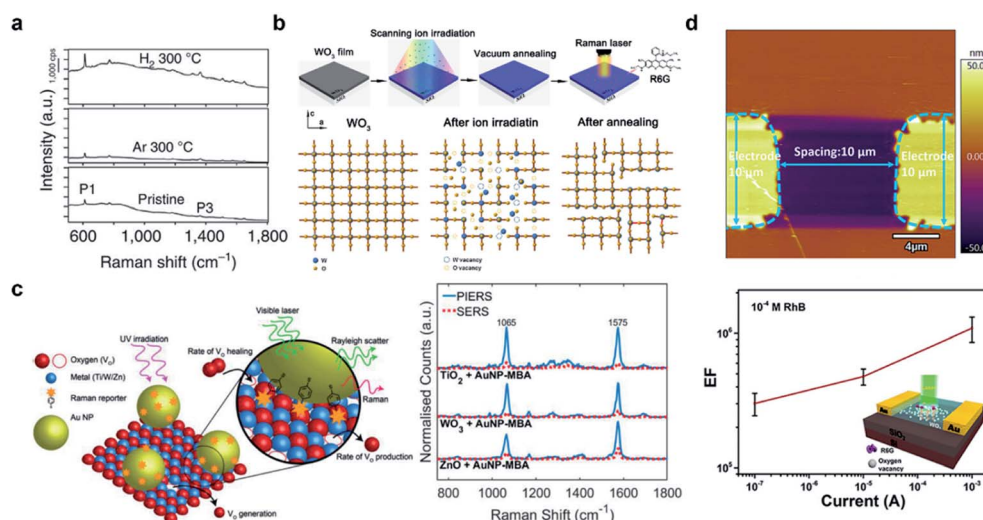 a
H₂ 300 °C
1,000 cps
Ar 300 °C
P1
Pristine
P3
Intensity (a.u.)
600 1,000 1,400 1,800
Raman shift (cm⁻¹)
b
WO₃ film
Scanning ion irradiation
Vacuum annealing
Raman laser
R6G
c
a
WO₃
After ion irradiatin
After annealing
W
O
W vacancy
O vacancy
c
UV irradiation
Visible laser
Rayleigh scatter
Raman
Rate of V₀ healing
Rate of V₀ production
V₀ generation
Oxygen (V₀)
Metal (Ti/W/Zn)
Raman reporter
Au NP
PIERS
SERS
1065
1575
TiO₂ + AuNP-MBA
WO₃ + AuNP-MBA
ZnO + AuNP-MBA
Normalised Counts (a.u.)
800 1000 1200 1400 1600 1800
Raman Shift (cm⁻¹)
d
nm
50.0
0.00
-50.0
Electrode
10 μm
Spacing:10 μm
Electrode
10 μm
4μm
10⁻⁴ M RhB
EF
10⁶
10⁵
Au
Au
SiO₂
Si
R6G
Oxygen
vacancy
10⁻⁷ 10⁻⁶ 10⁻⁵ 10⁻⁴ 10⁻³
Current (A)